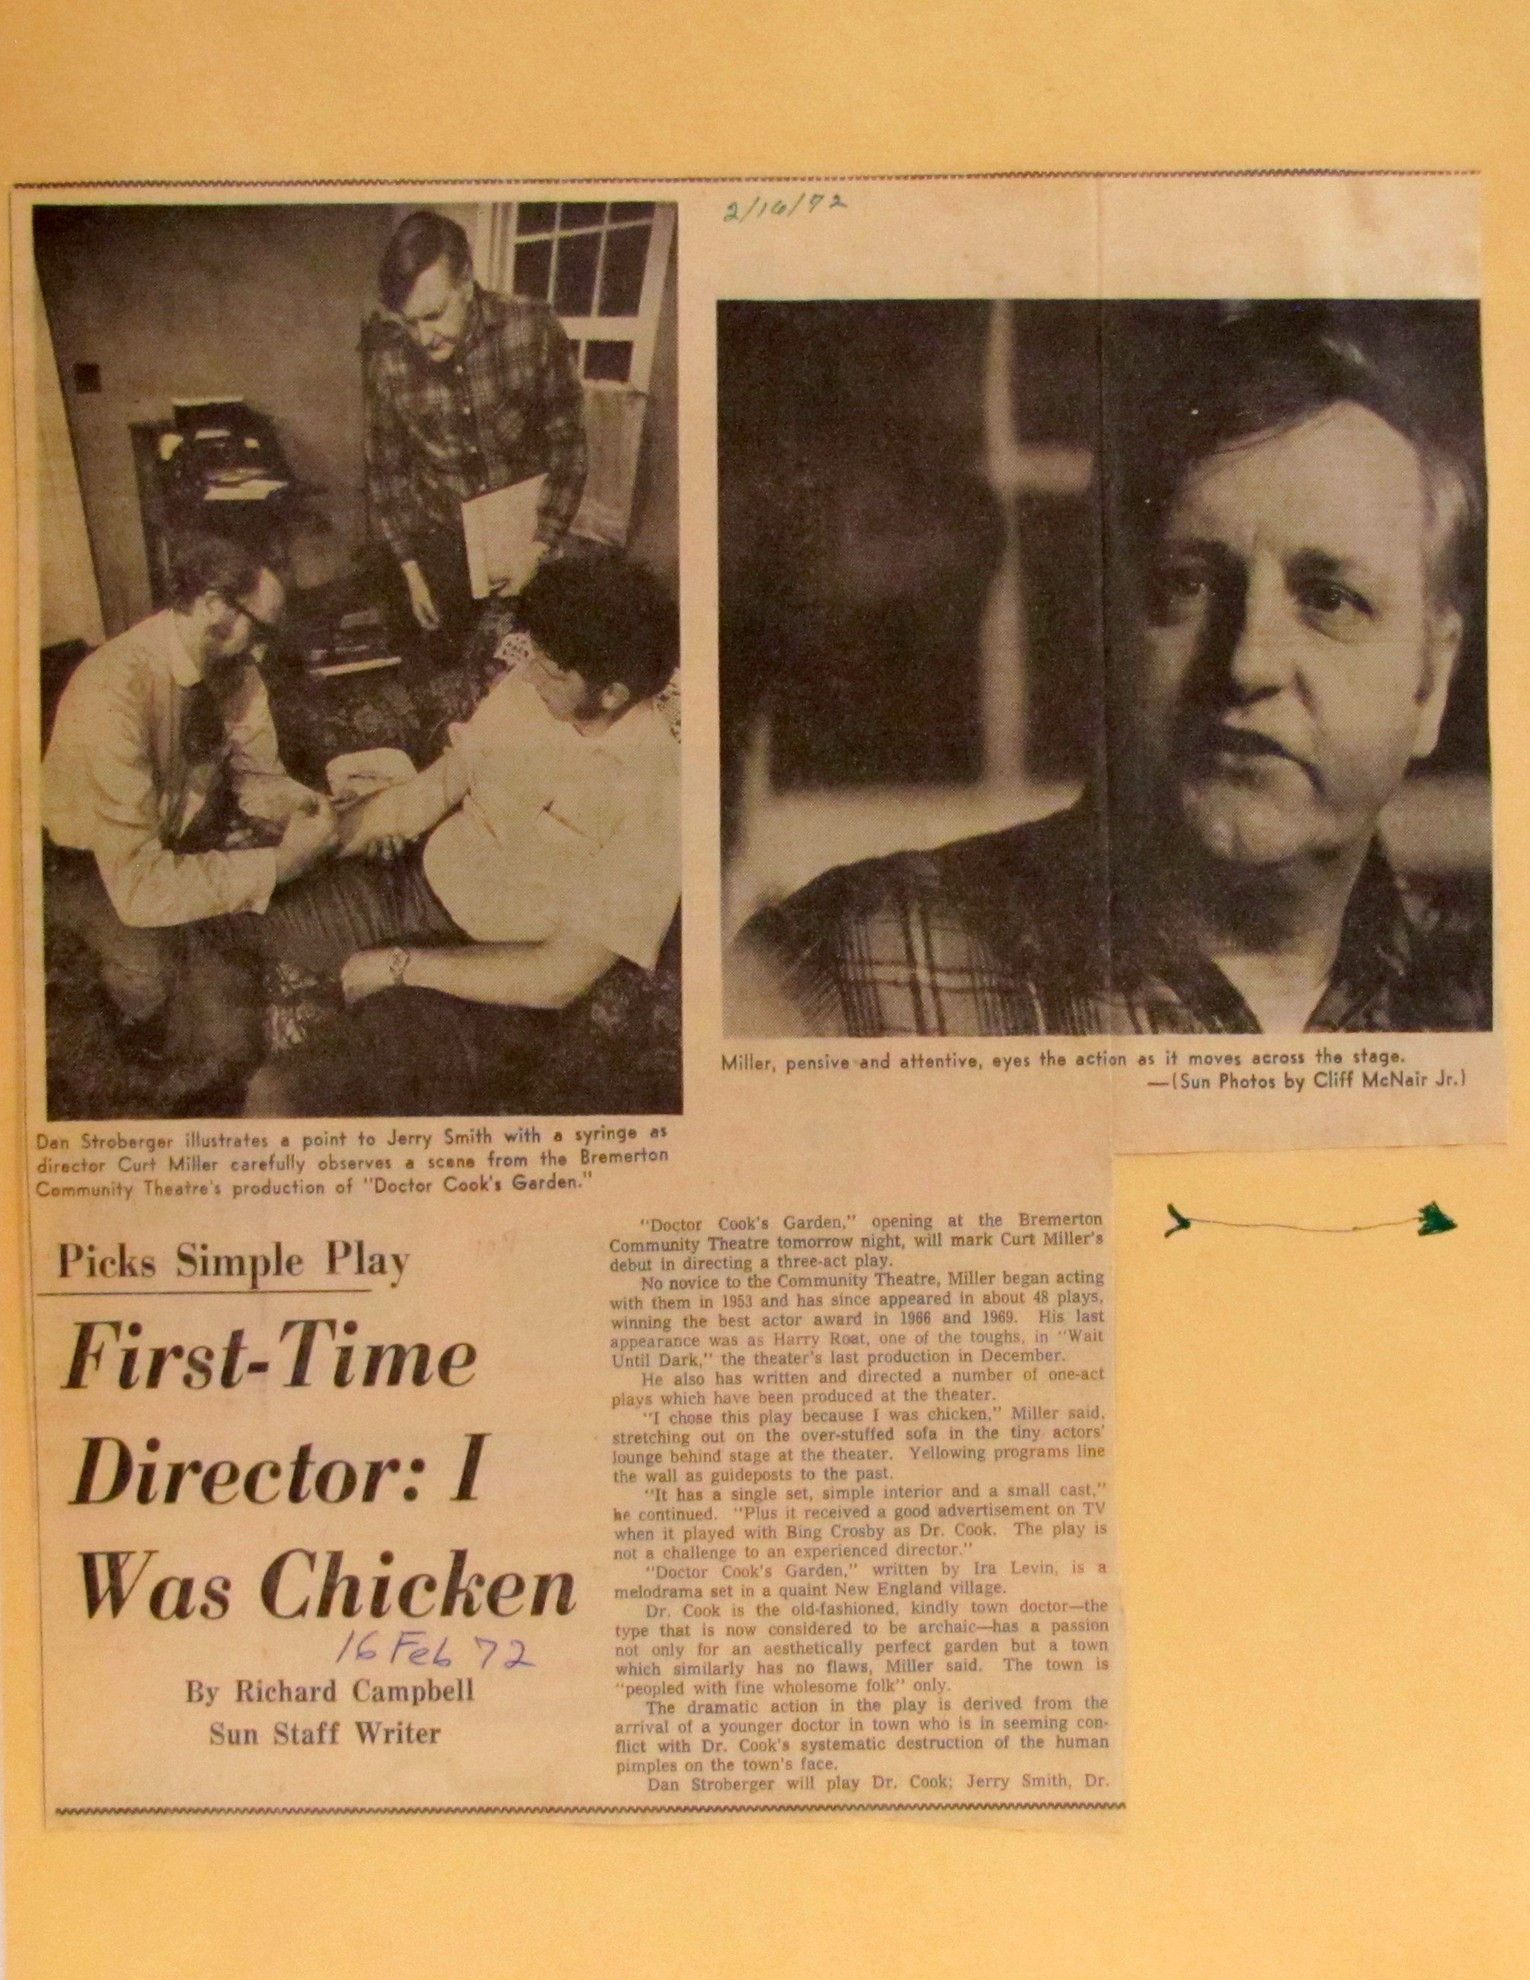 2/16/72
Miller, pensive and attentive, eyes the action as it moves across the stage.
—(Sun Photos by Cliff McNair Jr.)
Dan Stroberger illustrates a point to Jerry Smith with a syringe as
director Curt Miller carefully observes a scene from the Bremerton
Community Theatre's production of "Doctor Cook's Garden."
Picks Simple Play
First-Time
Director: I
Was Chicken
16 Feb 72
By Richard Campbell
Sun Staff Writer
"Doctor Cook's Garden," opening at the Bremerton
Community Theatre tomorrow night, will mark Curt Miller's
debut in directing a three-act play.
No novice to the Community Theatre, Miller began acting
with them in 1953 and has since appeared in about 48 plays,
winning the best actor award in 1966 and 1969. His last
appearance was as Harry Roat, one of the toughs, in "Wait
Until Dark," the theater's last production in December.
He also has written and directed a number of one-act
plays which have been produced at the theater.
"I chose this play because I was chicken," Miller said,
stretching out on the over-stuffed sofa in the tiny actors'
lounge behind stage at the theater. Yellowing programs line
the wall as guideposts to the past.
"It has a single set, simple interior and a small cast,"
he continued. "Plus it received a good advertisement on TV
when it played with Bing Crosby as Dr. Cook. The play is
not a challenge to an experienced director."
"Doctor Cook's Garden," written by Ira Levin, is a
melodrama set in a quaint New England village.
Dr. Cook is the old-fashioned, kindly town doctor—the
type that is now considered to be archaic—has a passion
not only for an aesthetically perfect garden but a town
which similarly has no flaws, Miller said. The town is
"peopled with fine wholesome folk" only.
The dramatic action in the play is derived from the
arrival of a younger doctor in town who is in seeming con-
flict with Dr. Cook's systematic destruction of the human
pimples on the town's face.
Dan Stroberger will play Dr. Cook; Jerry Smith, Dr.